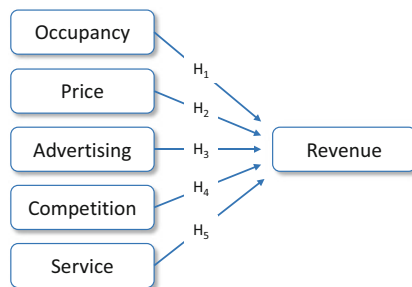 Occupancy
H₁
Price
H₂
Advertising
H₃
Revenue
Competition
H₄
Service
H₅